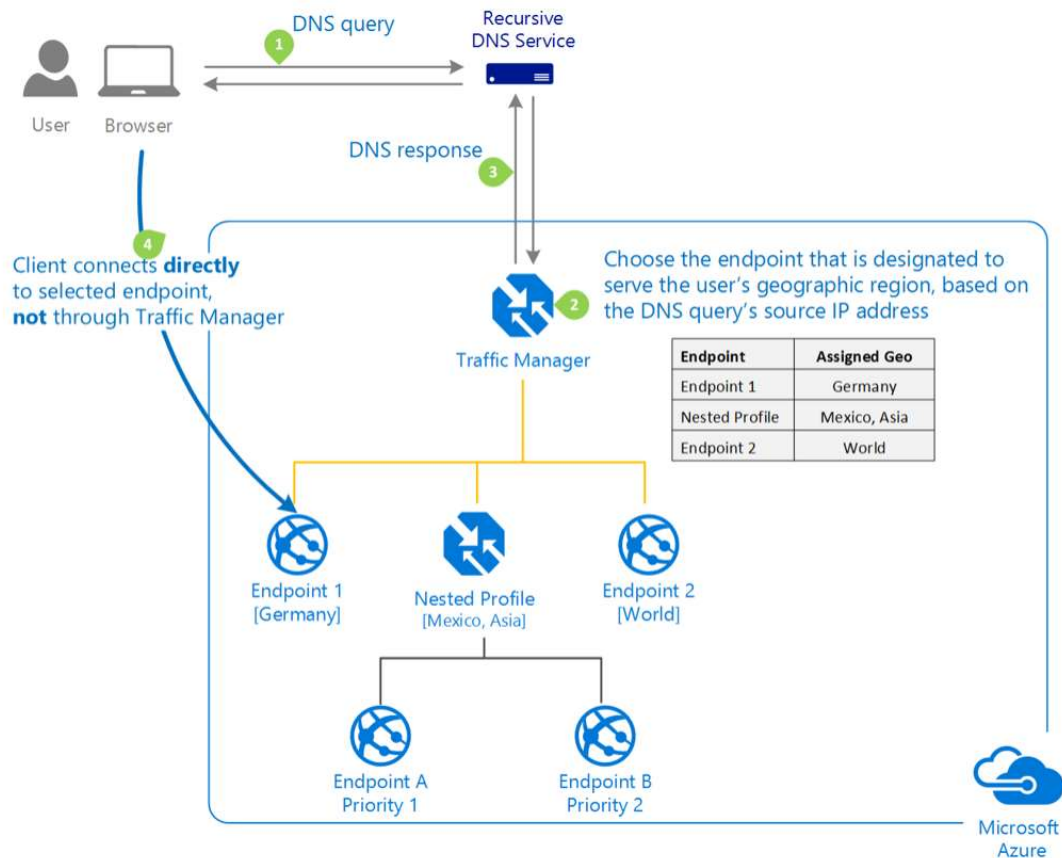 1
DNS query
Recursive
DNS Service
User
Browser
DNS response
3
4
Client connects directly
to selected endpoint,
not through Traffic Manager
2
Choose the endpoint that is designated to
serve the user's geographic region, based on
the DNS query's source IP address
Traffic Manager
Endpoint Assigned Geo
Endpoint 1 Germany
Nested Profile Mexico, Asia
Endpoint 2 World
Endpoint 1
[Germany]
Nested Profile
[Mexico, Asia]
Endpoint 2
[World]
Endpoint A
Priority 1
Endpoint B
Priority 2
Microsoft
Azure